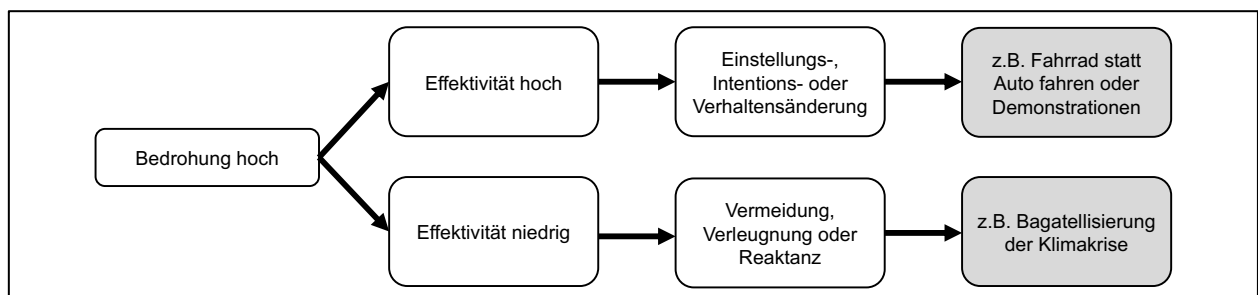 Bedrohung hoch
Effektivität hoch
Einstellungs-,
Intentions- oder
Verhaltensänderung
z.B. Fahrrad statt
Auto fahren oder
Demonstrationen
Effektivität niedrig
Vermeidung,
Verleugnung oder
Reaktanz
z.B. Bagatellisierung
der Klimakrise